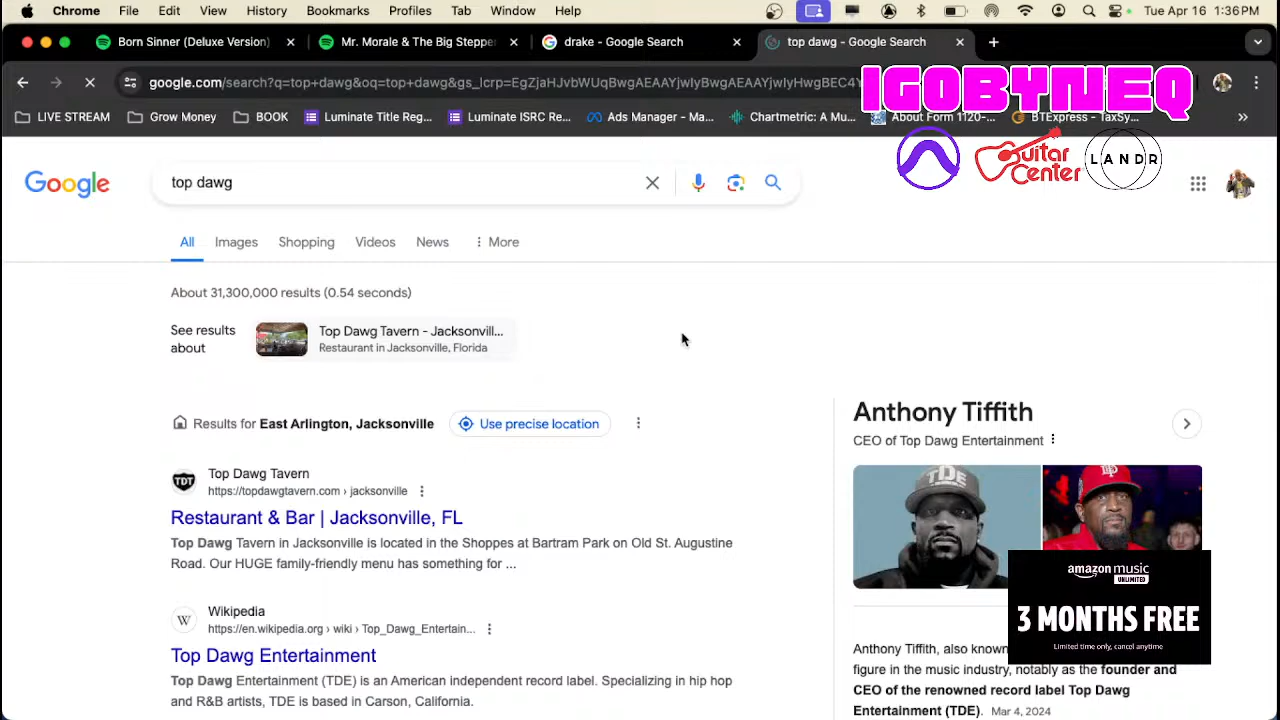 Chrome File Edit View History Bookmarks Profiles Tab Window Help Tue Apr 16 1:36 PM
Born Sinner (Deluxe Version) Mr. Morale & The Big Stepper drake - Google Search top dawg - Google Search
google.com/search?q=top+dawg&oq=top+dawg&gs_lcrp=EgZjaHJvbWUqBwgAEAAYjwIyBwgAEAAYjwIyHwgBEC4Y
IGOBYNEQ
LIVE STREAM Grow Money BOOK Luminate Title Reg... Luminate ISRC Re... Ads Manager - Ma... Chartmetric: A Mu... About Form 1120-... BTExpress - TaxSy...
Guitar Center
LANDR
Google
top dawg
All Images Shopping Videos News More
About 31,300,000 results (0.54 seconds)
See results about
Top Dawg Tavern - Jacksonvill...
Restaurant in Jacksonville, Florida
Results for East Arlington, Jacksonville Use precise location
TDT
Top Dawg Tavern
https://topdawgtavern.com › jacksonville
Restaurant & Bar | Jacksonville, FL
Top Dawg Tavern in Jacksonville is located in the Shoppes at Bartram Park on Old St. Augustine
Road. Our HUGE family-friendly menu has something for ...
W
Wikipedia
https://en.wikipedia.org › wiki › Top_Dawg_Entertain...
Top Dawg Entertainment
Top Dawg Entertainment (TDE) is an American independent record label. Specializing in hip hop
and R&B artists, TDE is based in Carson, California.
Anthony Tiffith
CEO of Top Dawg Entertainment
TDE
amazon music
UNLIMITED
3 MONTHS FREE
Limited time only, cancel anytime
Anthony Tiffith, also known
figure in the music industry, notably as the founder and
CEO of the renowned record label Top Dawg
Entertainment (TDE). Mar 4, 2024